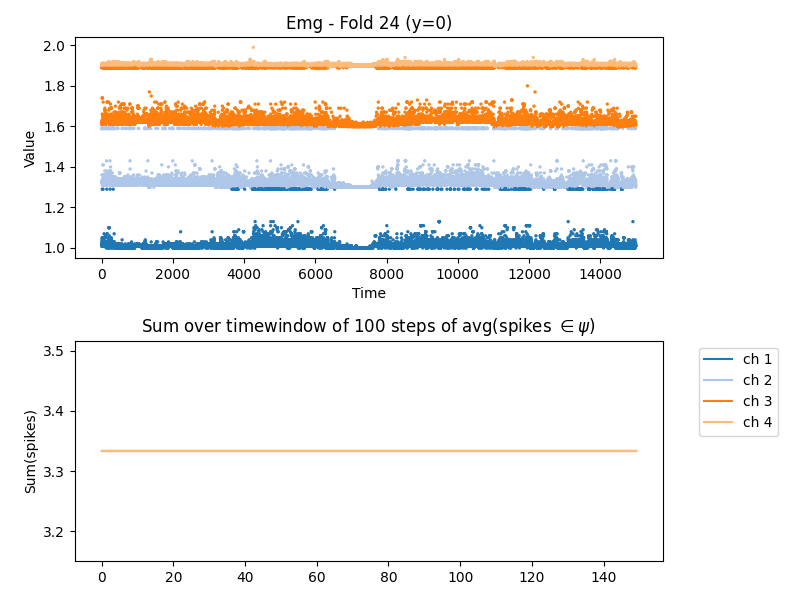 Emg - Fold 24 (y=0)
2.0
1.8
1.6
1.4
1.2
1.0
Value
0 2000 4000 6000 8000 10000 12000 14000
Time
Sum over timewindow of 100 steps of avg(spikes ∈ ψ)
3.5
3.4
3.3
3.2
Sum(spikes)
0 20 40 60 80 100 120 140
ch 1
ch 2
ch 3
ch 4